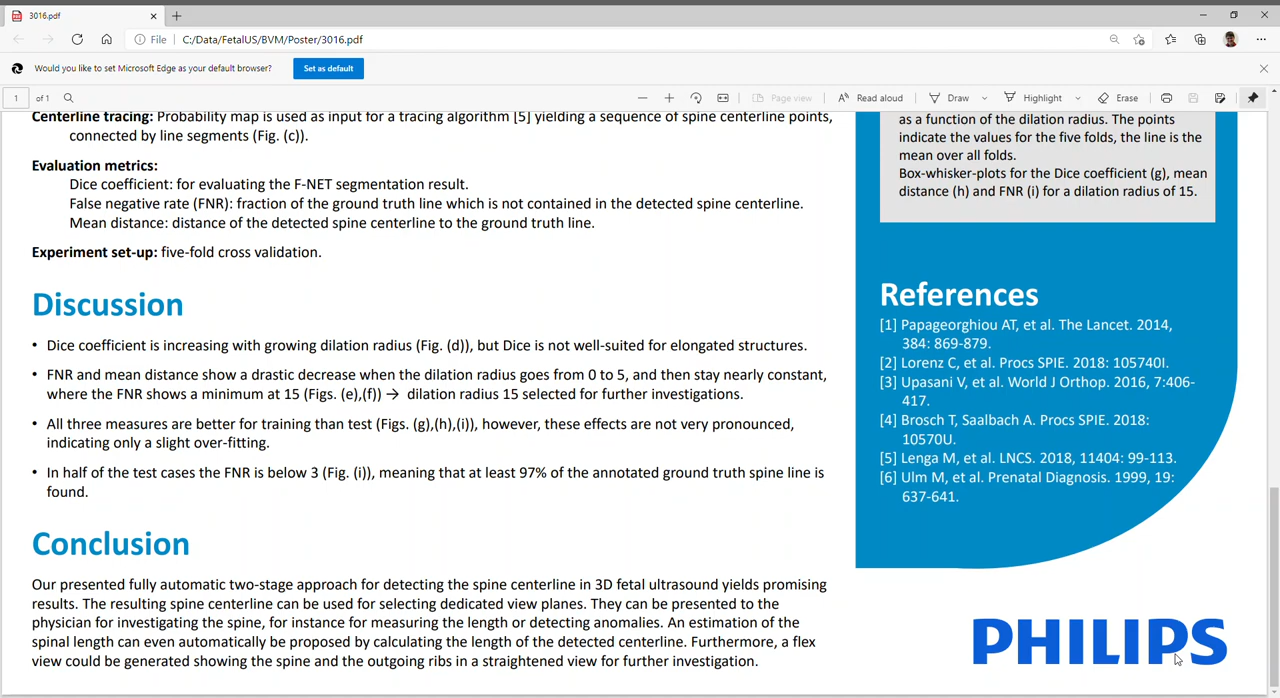 3016.pdf
File
C:/Data/FetalUS/BVM/Poster/3016.pdf
Would you like to set Microsoft Edge as your default browser?
Set as default
1
of 1
Page view
Read aloud
Draw
Highlight
Erase
Centerline tracing: Probability map is used as input for a tracing algorithm [5] yielding a sequence of spine centerline points,
connected by line segments (Fig. (c)).
Evaluation metrics:
Dice coefficient: for evaluating the F-NET segmentation result.
False negative rate (FNR): fraction of the ground truth line which is not contained in the detected spine centerline.
Mean distance: distance of the detected spine centerline to the ground truth line.
Experiment set-up: five-fold cross validation.
Discussion
• Dice coefficient is increasing with growing dilation radius (Fig. (d)), but Dice is not well-suited for elongated structures.
• FNR and mean distance show a drastic decrease when the dilation radius goes from 0 to 5, and then stay nearly constant,
where the FNR shows a minimum at 15 (Figs. (e),(f)) → dilation radius 15 selected for further investigations.
• All three measures are better for training than test (Figs. (g),(h),(i)), however, these effects are not very pronounced,
indicating only a slight over-fitting.
• In half of the test cases the FNR is below 3 (Fig. (i)), meaning that at least 97% of the annotated ground truth spine line is
found.
Conclusion
Our presented fully automatic two-stage approach for detecting the spine centerline in 3D fetal ultrasound yields promising
results. The resulting spine centerline can be used for selecting dedicated view planes. They can be presented to the
physician for investigating the spine, for instance for measuring the length or detecting anomalies. An estimation of the
spinal length can even automatically be proposed by calculating the length of the detected centerline. Furthermore, a flex
view could be generated showing the spine and the outgoing ribs in a straightened view for further investigation.
as a function of the dilation radius. The points
indicate the values for the five folds, the line is the
mean over all folds.
Box-whisker-plots for the Dice coefficient (g), mean
distance (h) and FNR (i) for a dilation radius of 15.
References
[1] Papageorghiou AT, et al. The Lancet. 2014,
384: 869-879.
[2] Lorenz C, et al. Procs SPIE. 2018: 105740I.
[3] Upasani V, et al. World J Orthop. 2016, 7:406-
417.
[4] Brosch T, Saalbach A. Procs SPIE. 2018:
10570U.
[5] Lenga M, et al. LNCS. 2018, 11404: 99-113.
[6] Ulm M, et al. Prenatal Diagnosis. 1999, 19:
637-641.
PHILIPS